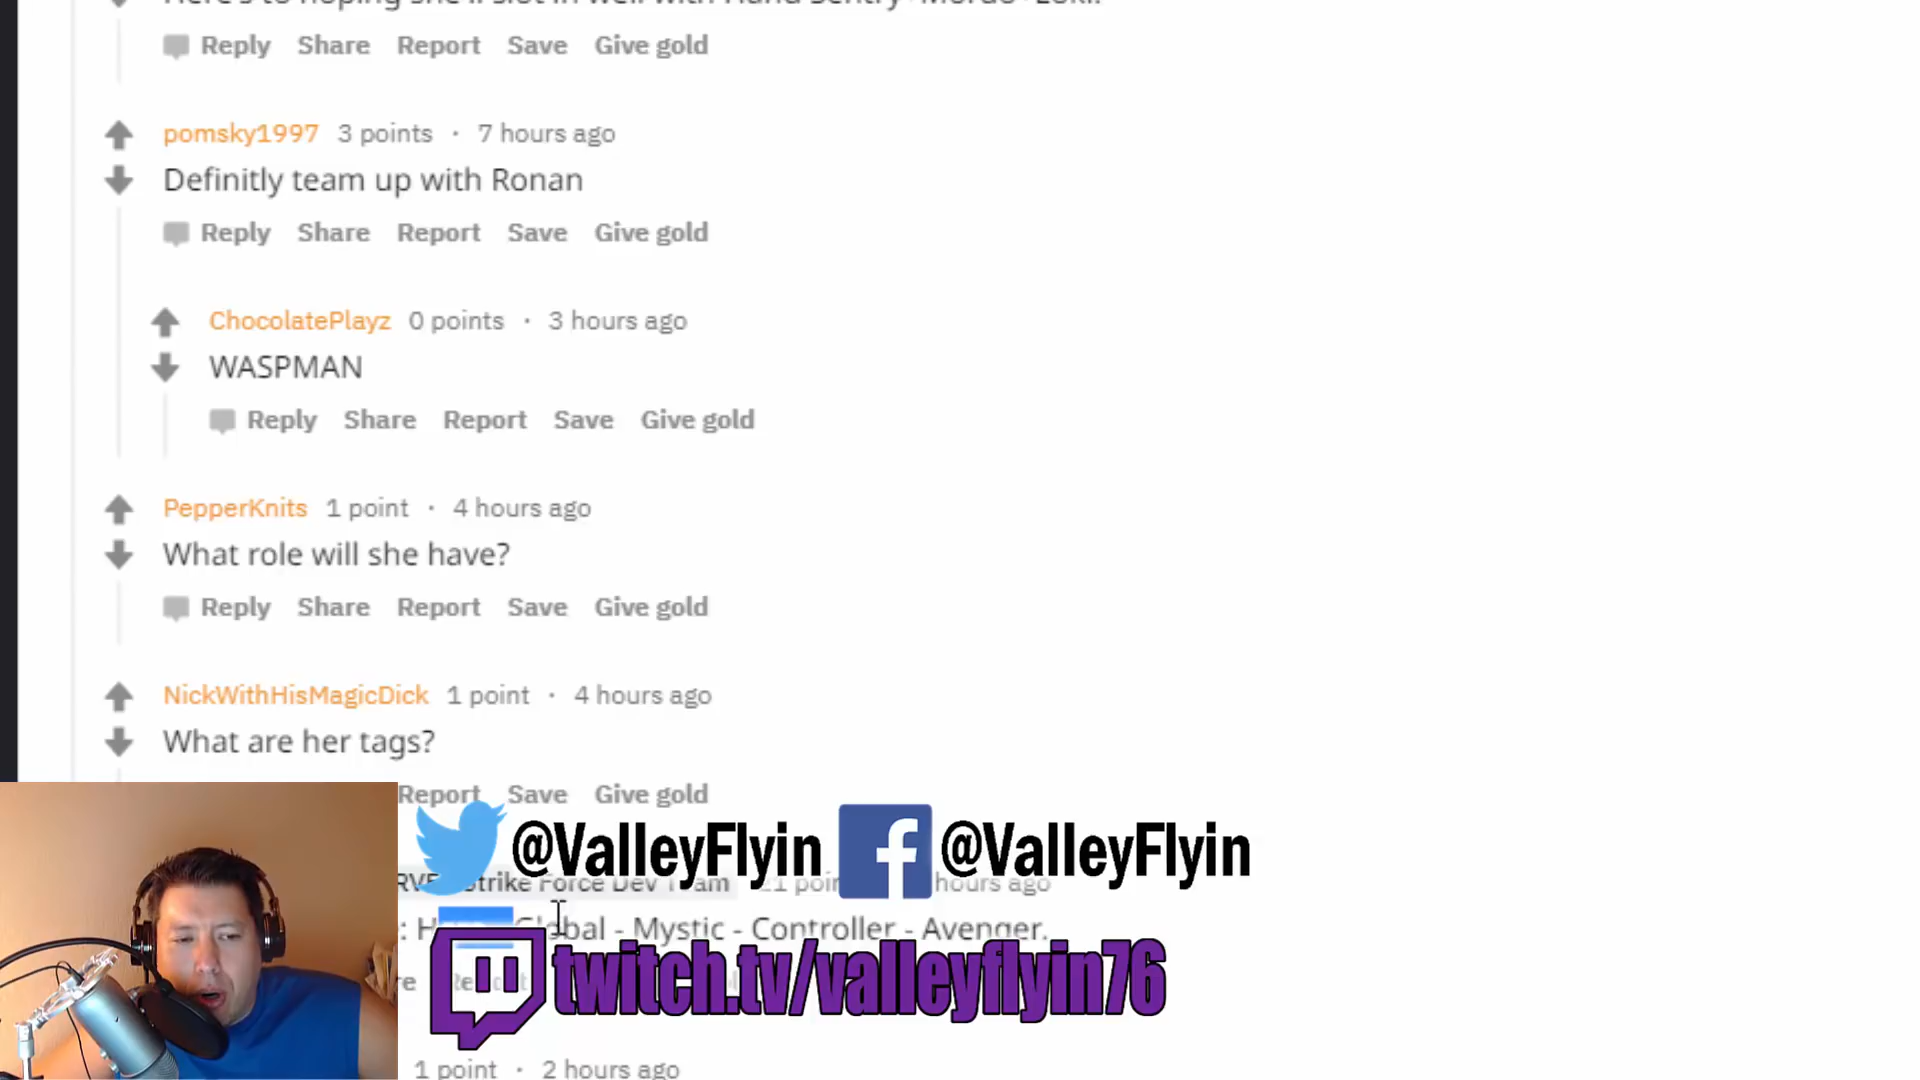 Reply Share Report Save Give gold
pomsky1997 3 points · 7 hours ago
Definitly team up with Ronan
Reply Share Report Save Give gold
ChocolatePlayz 0 points · 3 hours ago
WASPMAN
Reply Share Report Save Give gold
PepperKnits 1 point · 4 hours ago
What role will she have?
Reply Share Report Save Give gold
NickWithHisMagicDick 1 point · 4 hours ago
What are her tags?
Report Save Give gold
@ValleyFlyin @ValleyFlyin
Strike Force Dev Team hours ago
Global - Mystic - Controller - Avenger.
twitch.tv/valleyflyin76
1 point · 2 hours ago